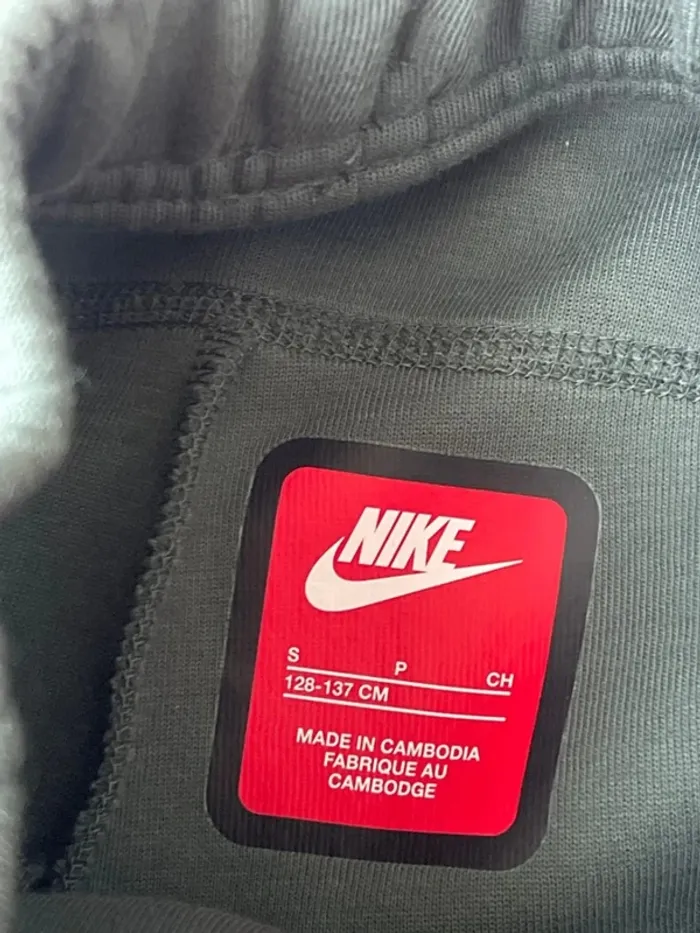 NIKE
S P CH
128-137 CM
MADE IN CAMBODIA
FABRIQUE AU
CAMBODGE